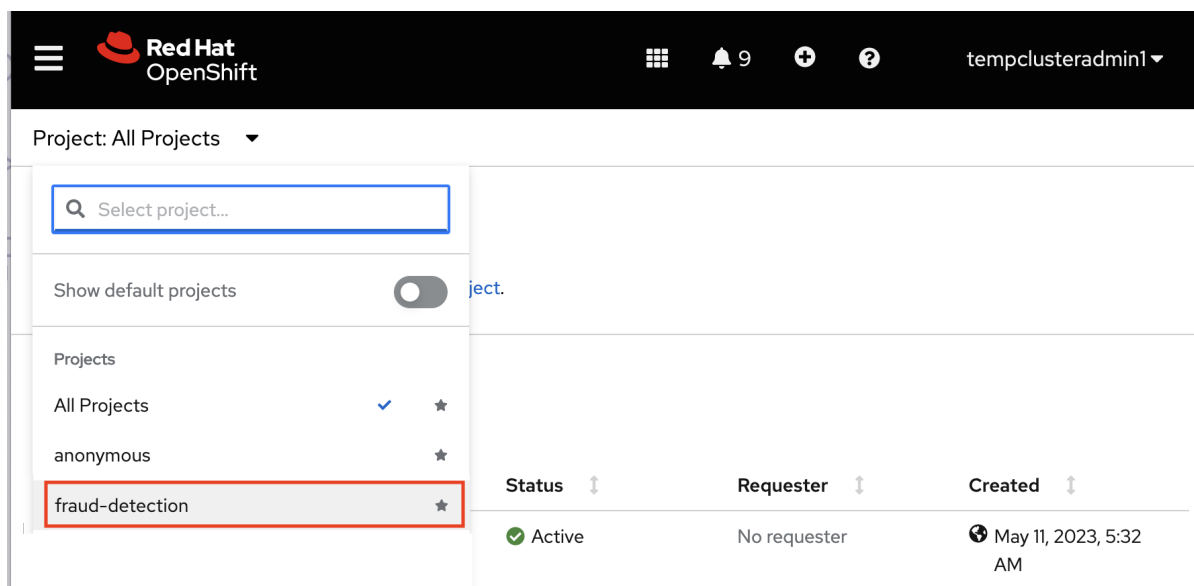 Red Hat
OpenShift
9
tempclusteradmin1
Project: All Projects
Select project...
Show default projects
ject.
Projects
All Projects
anonymous
fraud-detection
Status
Requester
Created
Active
No requester
May 11, 2023, 5:32
AM